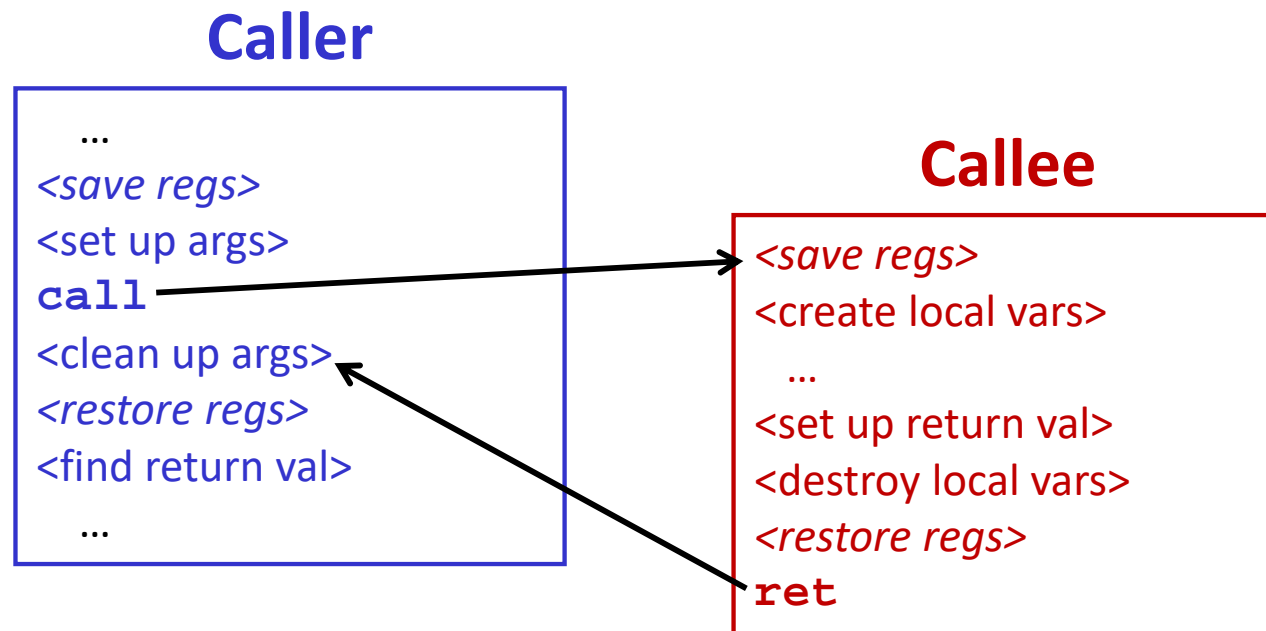 Caller
...
<save regs>
<set up args>
call
<clean up args>
<restore regs>
<find return val>
...
Callee
<save regs>
<create local vars>
...
<set up return val>
<destroy local vars>
<restore regs>
ret